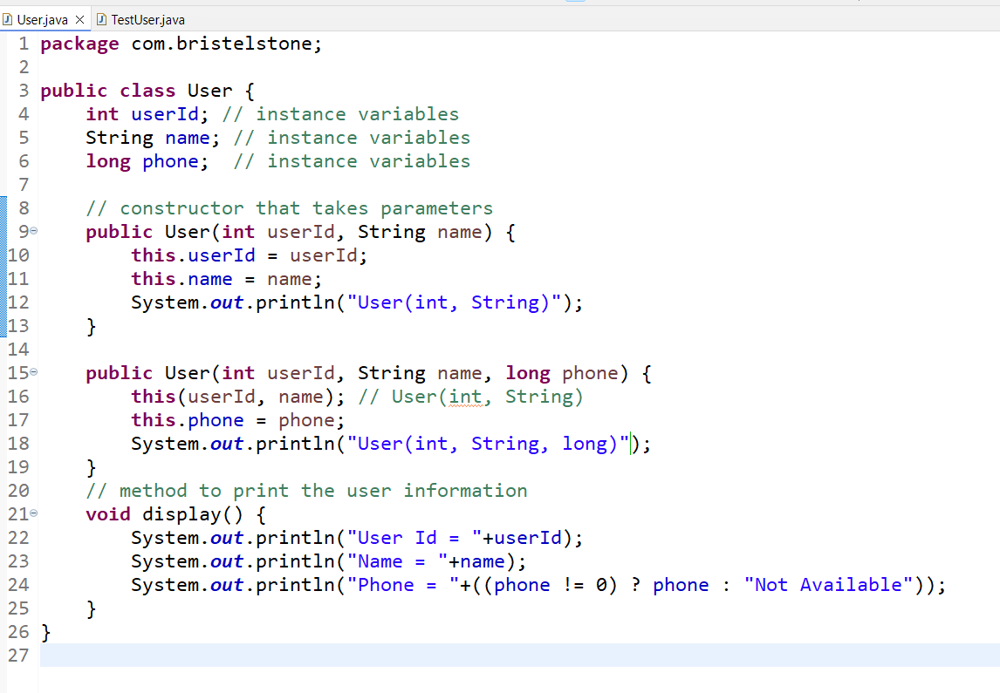 User.java TestUser.java
1 package com.bristelstone;
2
3 public class User {
4     int userId; // instance variables
5     String name; // instance variables
6     long phone;  // instance variables
7
8     // constructor that takes parameters
9     public User(int userId, String name) {
10         this.userId = userId;
11         this.name = name;
12         System.out.println("User(int, String)");
13     }
14
15     public User(int userId, String name, long phone) {
16         this(userId, name); // User(int, String)
17         this.phone = phone;
18         System.out.println("User(int, String, long)");
19     }
20     // method to print the user information
21     void display() {
22         System.out.println("User Id = "+userId);
23         System.out.println("Name = "+name);
24         System.out.println("Phone = "+((phone != 0) ? phone : "Not Available"));
25     }
26 }
27